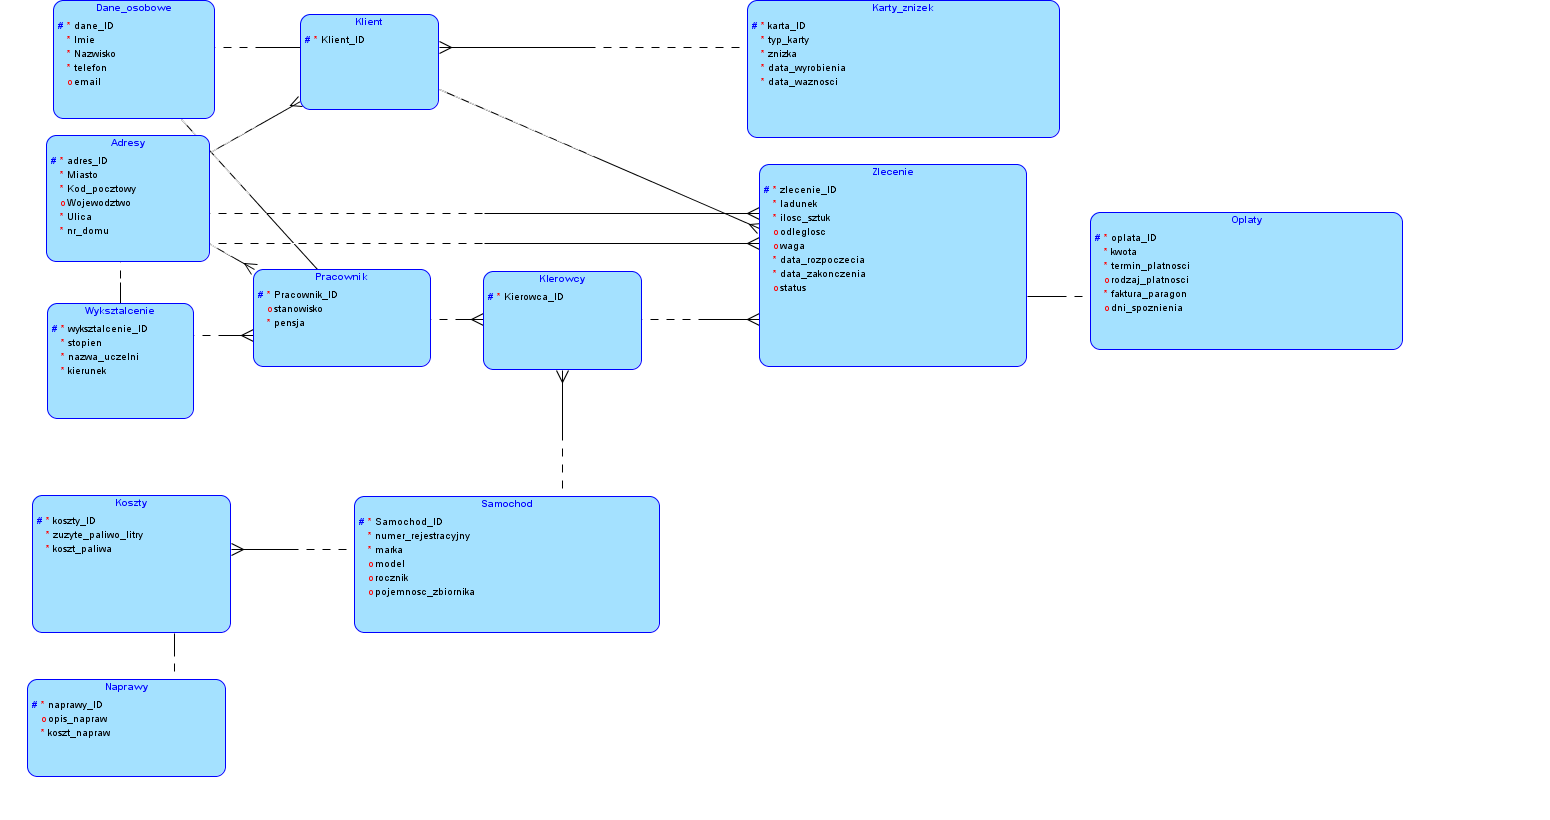 Dane_osobowe
# * dane_ID
* Imie
* Nazwisko
* telefon
o email
Klient
# * Klient_ID
Karty_znizek
# * karta_ID
* typ_karty
* znizka
* data_wyrobienia
* data_waznosci
Adresy
# * adres_ID
* Miasto
* Kod_pocztowy
o Wojewodztwo
* Ulica
* nr_domu
Zlecenie
# * zlecenie_ID
* ladunek
* ilosc_sztuk
o odleglosc
o waga
* data_rozpoczecia
* data_zakonczenia
o status
Oplaty
# * oplata_ID
* kwota
* termin_platnosci
o rodzaj_platnosci
* faktura_paragon
o dni_spoznienia
Pracownik
# * Pracownik_ID
o stanowisko
* pensja
Kierowcy
# * Kierowca_ID
Wyksztalcenie
# * wyksztalcenie_ID
* stopien
* nazwa_uczelni
* kierunek
Koszty
# * koszty_ID
* zuzyte_paliwo_litry
* koszt_paliwa
Samochod
# * Samochod_ID
* numer_rejestracyjny
* marka
o model
o rocznik
o pojemnosc_zbiornika
Naprawy
# * naprawy_ID
o opis_napraw
* koszt_napraw